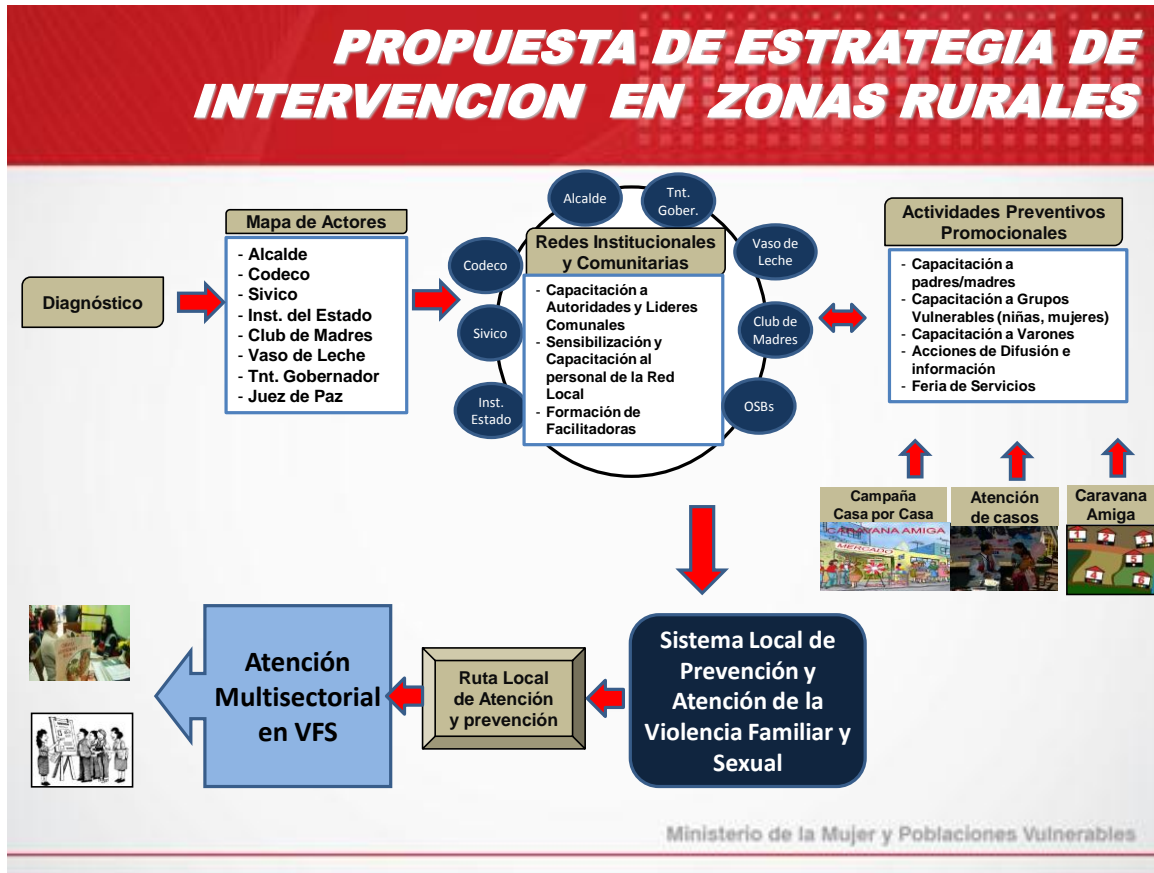 PROPUESTA DE ESTRATEGIA DE
INTERVENCION EN ZONAS RURALES
Diagnóstico
Mapa de Actores
- Alcalde
- Codeco
- Sivico
- Inst. del Estado
- Club de Madres
- Vaso de Leche
- Tnt. Gobernador
- Juez de Paz
Alcalde
Tnt.
Gober.
Codeco
Vaso de
Leche
Sivico
Club de
Madres
Inst.
Estado
OSBs
Redes Institucionales
y Comunitarias
- Capacitación a
Autoridades y Lideres
Comunales
- Sensibilización y
Capacitación al
personal de la Red
Local
- Formación de
Facilitadoras
Actividades Preventivos
Promocionales
- Capacitación a
padres/madres
- Capacitación a Grupos
Vulnerables (niñas, mujeres)
- Capacitación a Varones
- Acciones de Difusión e
información
- Feria de Servicios
Campaña
Casa por Casa
CARAVANA AMIGA
MERCADO
Atención
de casos
Caravana
Amiga
1
2
3
5
4
6
Sistema Local de
Prevención y
Atención de la
Violencia Familiar y
Sexual
Ruta Local
de Atención
y prevención
Atención
Multisectorial
en VFS
Ministerio de la Mujer y Poblaciones Vulnerables